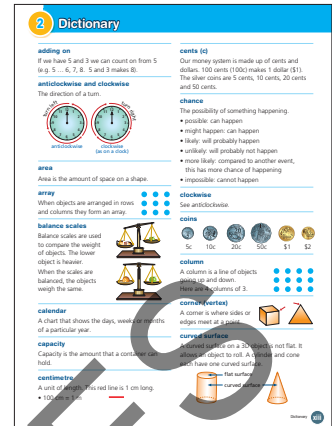 2 Dictionary
adding on
If we have 5 and 3 we can count on from 5
(e.g. 5 ... 6, 7, 8. 5 and 3 makes 8).
anticlockwise and clockwise
The direction of a turn.
turn left
turn right
anticlockwise
clockwise
(as on a clock)
area
Area is the amount of space on a shape.
array
When objects are arranged in rows
and columns they form an array.
balance scales
Balance scales are used
to compare the weight
of objects. The lower
object is heavier.
When the scales are
balanced, the objects
weigh the same.
calendar
A chart that shows the days, weeks or months
of a particular year.
capacity
Capacity is the amount that a container can
hold.
centimetre
A unit of length. This red line is 1 cm long.
• 100 cm = 1 m
cents (c)
Our money system is made up of cents and
dollars. 100 cents (100c) makes 1 dollar ($1).
The silver coins are 5 cents, 10 cents, 20 cents
and 50 cents.
chance
The possibility of something happening.
• possible: can happen
• might happen: can happen
• likely: will probably happen
• unlikely: will probably not happen
• more likely: compared to another event,
this has more chance of happening
• impossible: cannot happen
clockwise
See anticlockwise.
coins
5c 10c 20c 50c $1 $2
column
A column is a line of objects
going up and down.
Here are 4 columns of 3.
corner (vertex)
A corner is where sides or
edges meet at a point.
curved surface
A curved surface on a 3D object is not flat. It
allows an object to roll. A cylinder and cone
each have one curved surface.
flat surface
curved surface
Dictionary